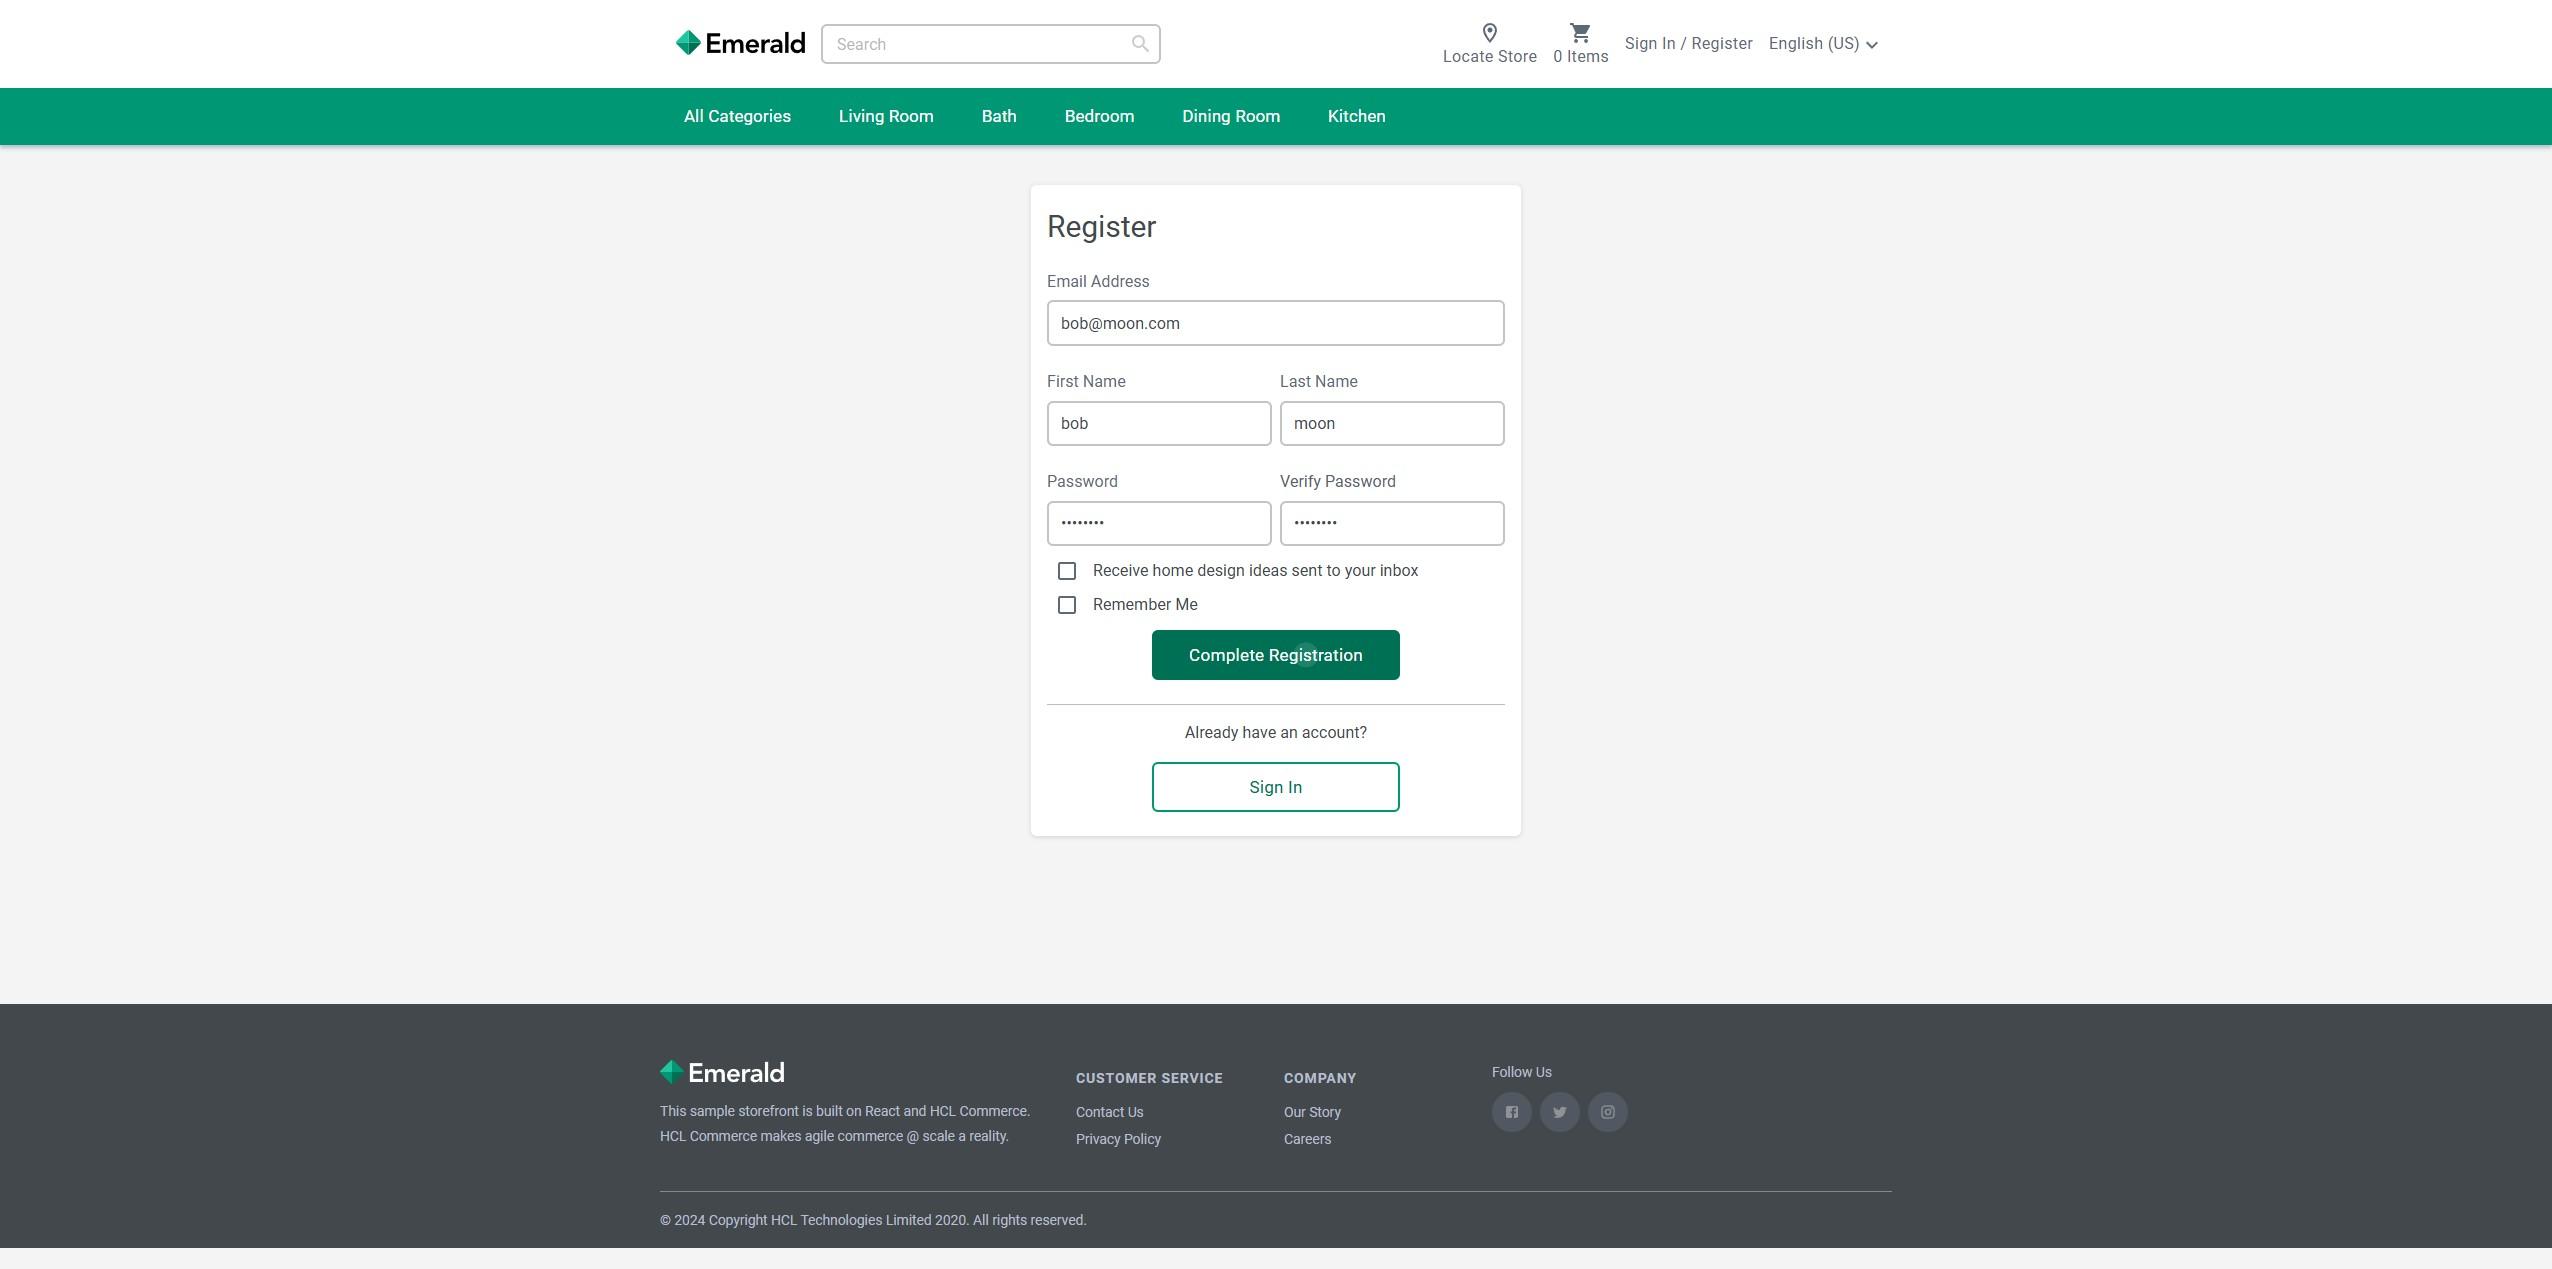 Emerald
Search
Locate Store
0 Items
Sign In / Register
English (US)
All Categories
Living Room
Bath
Bedroom
Dining Room
Kitchen
Register
Email Address
bob@moon.com
First Name
Last Name
bob
moon
Password
Verify Password
••••••••
••••••••
Receive home design ideas sent to your inbox
Remember Me
Complete Registration
Already have an account?
Sign In
Emerald
This sample storefront is built on React and HCL Commerce.
HCL Commerce makes agile commerce @ scale a reality.
CUSTOMER SERVICE
Contact Us
Privacy Policy
COMPANY
Our Story
Careers
Follow Us
© 2024 Copyright HCL Technologies Limited 2020. All rights reserved.